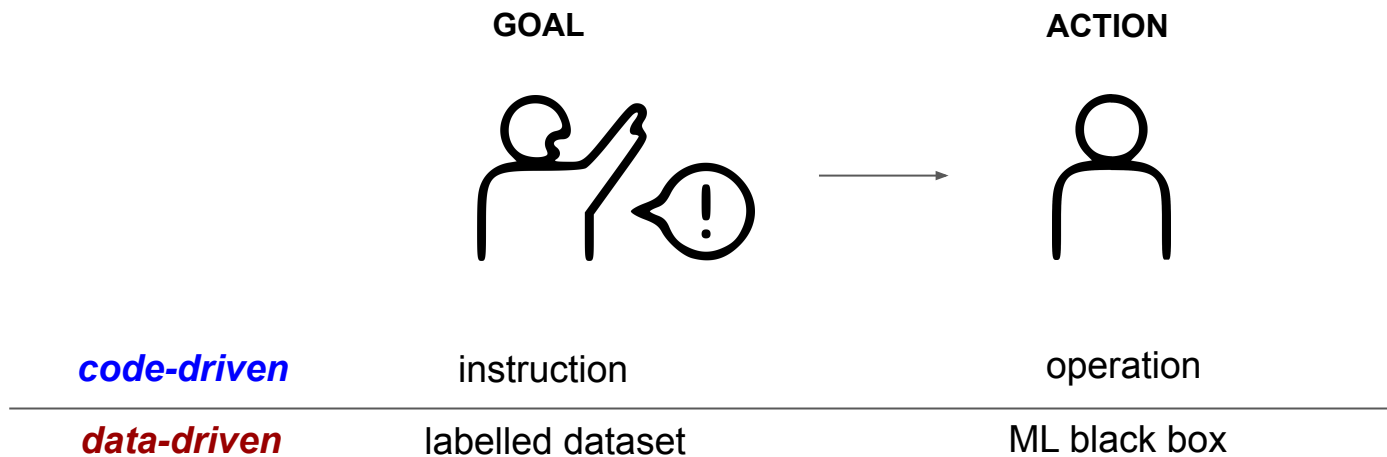 GOAL ACTION
!
code-driven instruction operation
data-driven labelled dataset ML black box